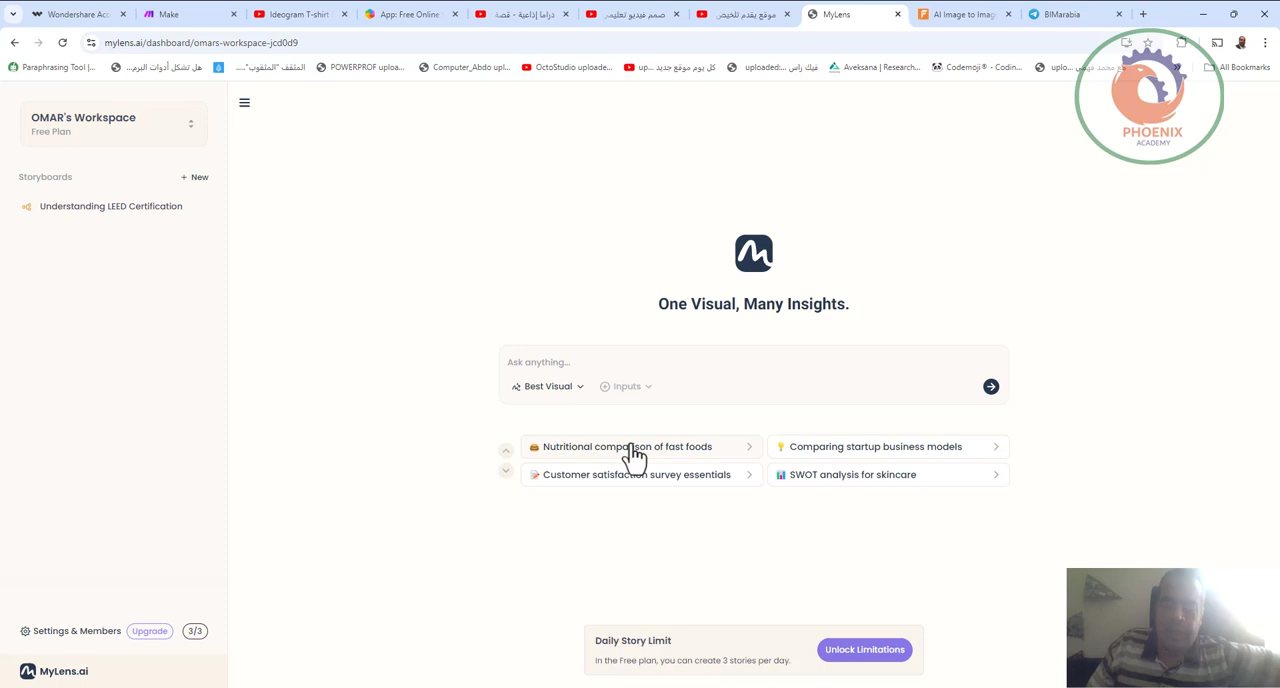 Wondershare Acc
Make
Ideogram T-shirt
App: Free Online
دراما إذاعية - قصة
صمم فيديو تعليمي
موقع يقدم تلخيص
MyLens
AI Image to Imag
BIMarabia
mylens.ai/dashboard/omars-workspace-jcd0d9
Paraphrasing Tool |...
هل تشكل أدوات اليوم...
المثقف "المثقوب"...
POWERPROF uploa...
Computer_Abdo upl...
OctoStudio uploade...
كل يوم موقع جديد up...
uploaded: فيك راس...
Aveksana | Research...
Codemoji® - Codin...
uplo...
All Bookmarks
OMAR's Workspace
Free Plan
PHOENIX
ACADEMY
Storyboards
+ New
Understanding LEED Certification
One Visual, Many Insights.
Ask anything...
Best Visual
Inputs
Nutritional comparison of fast foods
Comparing startup business models
Customer satisfaction survey essentials
SWOT analysis for skincare
Settings & Members
Upgrade
3/3
Daily Story Limit
In the Free plan, you can create 3 stories per day.
Unlock Limitations
MyLens.ai